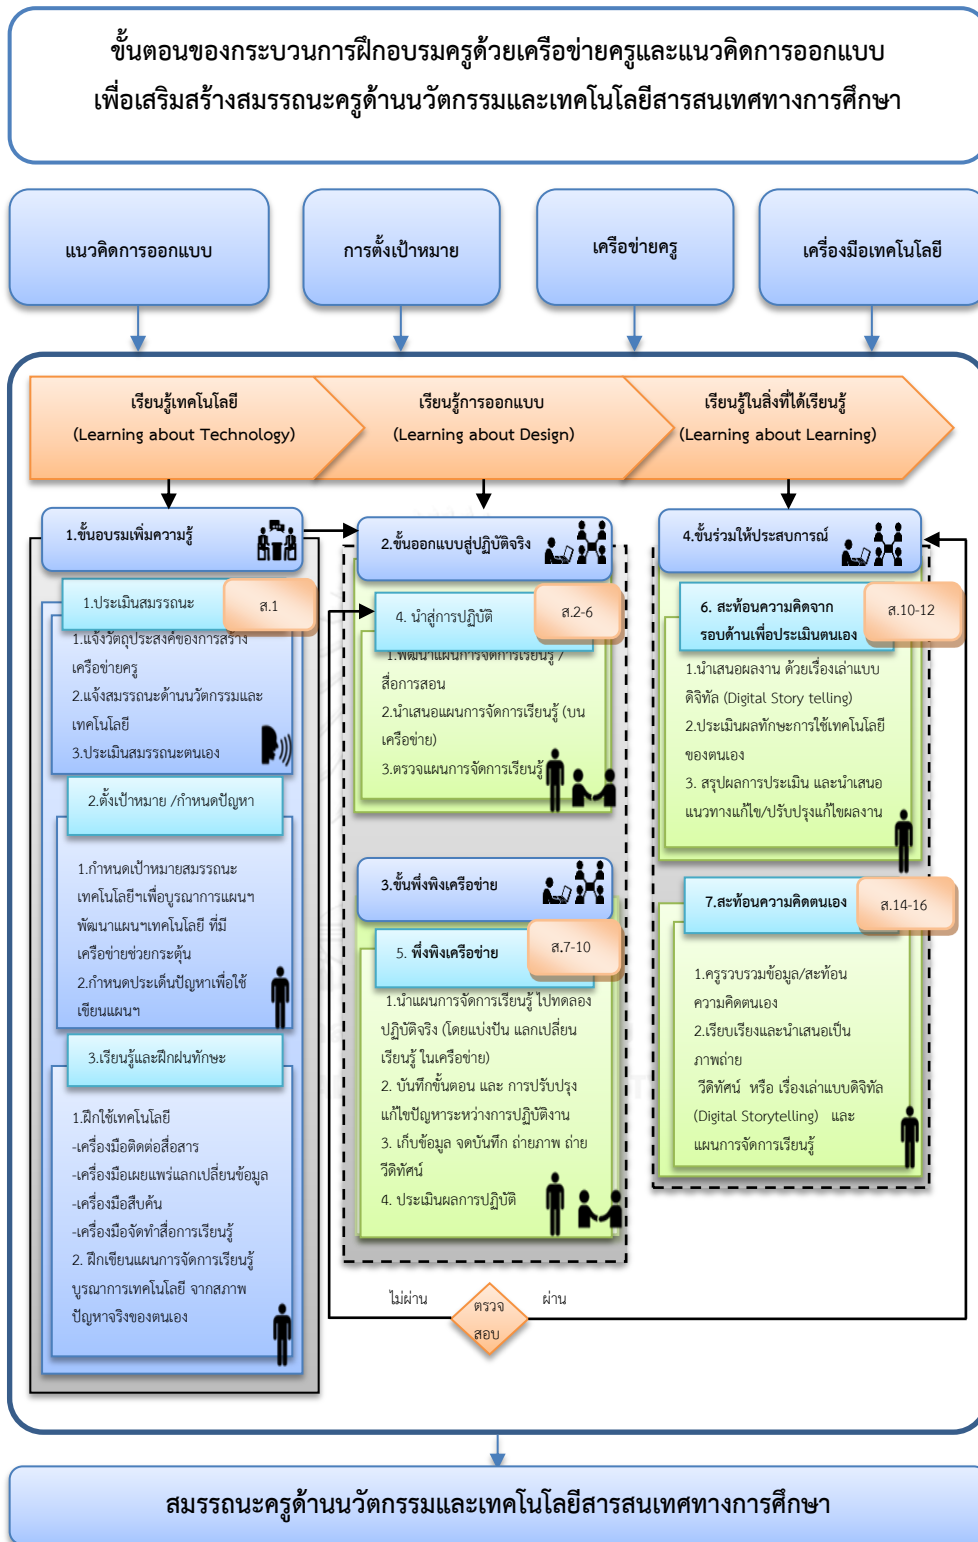 ขั้นตอนของกระบวนการฝึกอบรมครูด้วยเครือข่ายครูและแนวคิดการออกแบบ
เพื่อเสริมสร้างสมรรถนะครูด้านนวัตกรรมและเทคโนโลยีสารสนเทศทางการศึกษา
แนวคิดการออกแบบ
การตั้งเป้าหมาย
เครือข่ายครู
เครื่องมือเทคโนโลยี
เรียนรู้เทคโนโลยี
(Learning about Technology)
เรียนรู้การออกแบบ
(Learning about Design)
เรียนรู้ในสิ่งที่ได้เรียนรู้
(Learning about Learning)
1.ขั้นอบรมเพิ่มความรู้
1.ประเมินสมรรถนะ
ส.1
1.แจ้งวัตถุประสงค์ของการสร้าง
เครือข่ายครู
2.แจ้งสมรรถนะด้านนวัตกรรมและ
เทคโนโลยี
3.ประเมินสมรรถนะตนเอง
2.ตั้งเป้าหมาย /กำหนดปัญหา
1.กำหนดเป้าหมายสมรรถนะ
เทคโนโลยีฯเพื่อบูรณาการแผนฯ
พัฒนาแผนฯเทคโนโลยี ที่มี
เครือข่ายช่วยกระตุ้น
2.กำหนดประเด็นปัญหาเพื่อใช้
เขียนแผนฯ
3.เรียนรู้และฝึกฝนทักษะ
1.ฝึกใช้เทคโนโลยี
-เครื่องมือติดต่อสื่อสาร
-เครื่องมือเผยแพร่แลกเปลี่ยนข้อมูล
-เครื่องมือสืบค้น
-เครื่องมือจัดทำสื่อการเรียนรู้
2. ฝึกเขียนแผนการจัดการเรียนรู้
บูรณาการเทคโนโลยี จากสภาพ
ปัญหาจริงของตนเอง
2.ขั้นออกแบบสู่ปฏิบัติจริง
4. นำสู่การปฏิบัติ
ส.2-6
1.พัฒนาแผนการจัดการเรียนรู้ /
สื่อการสอน
2.นำเสนอแผนการจัดการเรียนรู้ (บน
เครือข่าย)
3.ตรวจแผนการจัดการเรียนรู้
3.ขั้นพึ่งพิงเครือข่าย
5. พึ่งพิงเครือข่าย
ส.7-10
1.นำแผนการจัดการเรียนรู้ ไปทดลอง
ปฏิบัติจริง (โดยแบ่งปัน แลกเปลี่ยน
เรียนรู้ ในเครือข่าย)
2. บันทึกขั้นตอน และ การปรับปรุง
แก้ไขปัญหาระหว่างการปฏิบัติงาน
3. เก็บข้อมูล จดบันทึก ถ่ายภาพ ถ่าย
วีดิทัศน์
4. ประเมินผลการปฏิบัติ
ไม่ผ่าน
ตรวจ
สอบ
ผ่าน
4.ขั้นร่วมให้ประสบการณ์
6. สะท้อนความคิดจาก
รอบด้านเพื่อประเมินตนเอง
ส.10-12
1.นำเสนอผลงาน ด้วยเรื่องเล่าแบบ
ดิจิทัล (Digital Story telling)
2.ประเมินผลทักษะการใช้เทคโนโลยี
ของตนเอง
3. สรุปผลการประเมิน และนำเสนอ
แนวทางแก้ไข/ปรับปรุงแก้ไขผลงาน
7.สะท้อนความคิดตนเอง
ส.14-16
1.ครูรวบรวมข้อมูล/สะท้อน
ความคิดตนเอง
2.เรียบเรียงและนำเสนอเป็น
ภาพถ่าย
วีดิทัศน์ หรือ เรื่องเล่าแบบดิจิทัล
(Digital Storytelling) และ
แผนการจัดการเรียนรู้
สมรรถนะครูด้านนวัตกรรมและเทคโนโลยีสารสนเทศทางการศึกษา